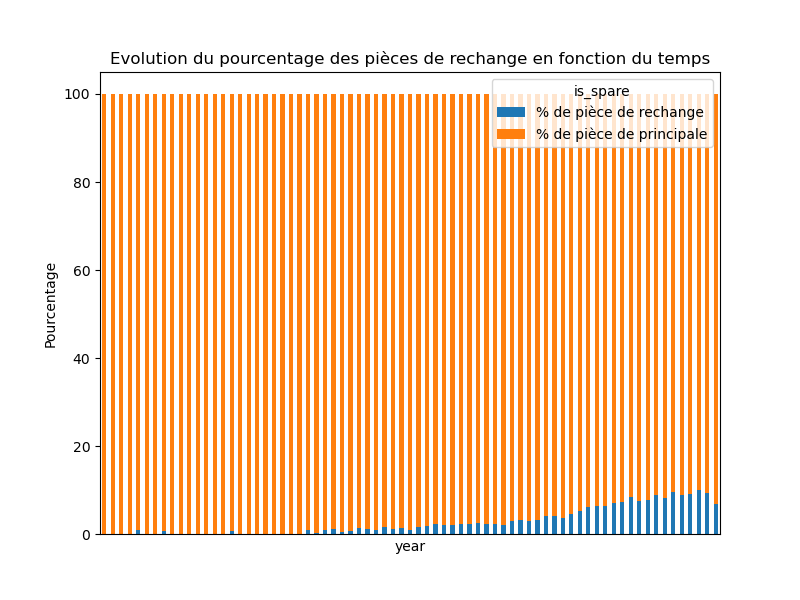 Evolution du pourcentage des pièces de rechange en fonction du temps
is_spare
% de pièce de rechange
% de pièce de principale
100
80
60
40
20
0
Pourcentage
year